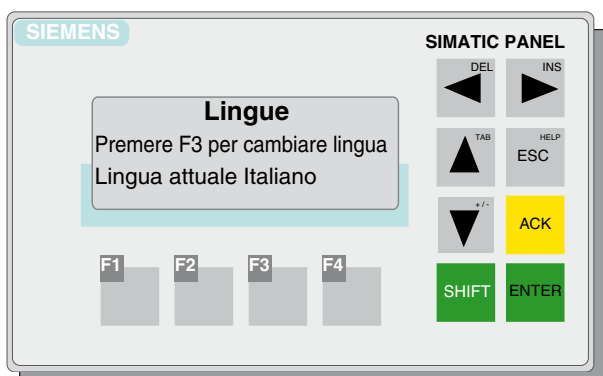 SIEMENS
SIMATIC PANEL
DEL
INS
Lingue
Premere F3 per cambiare lingua
Lingua attuale Italiano
TAB
HELP
ESC
+ / -
ACK
F1
F2
F3
F4
SHIFT
ENTER